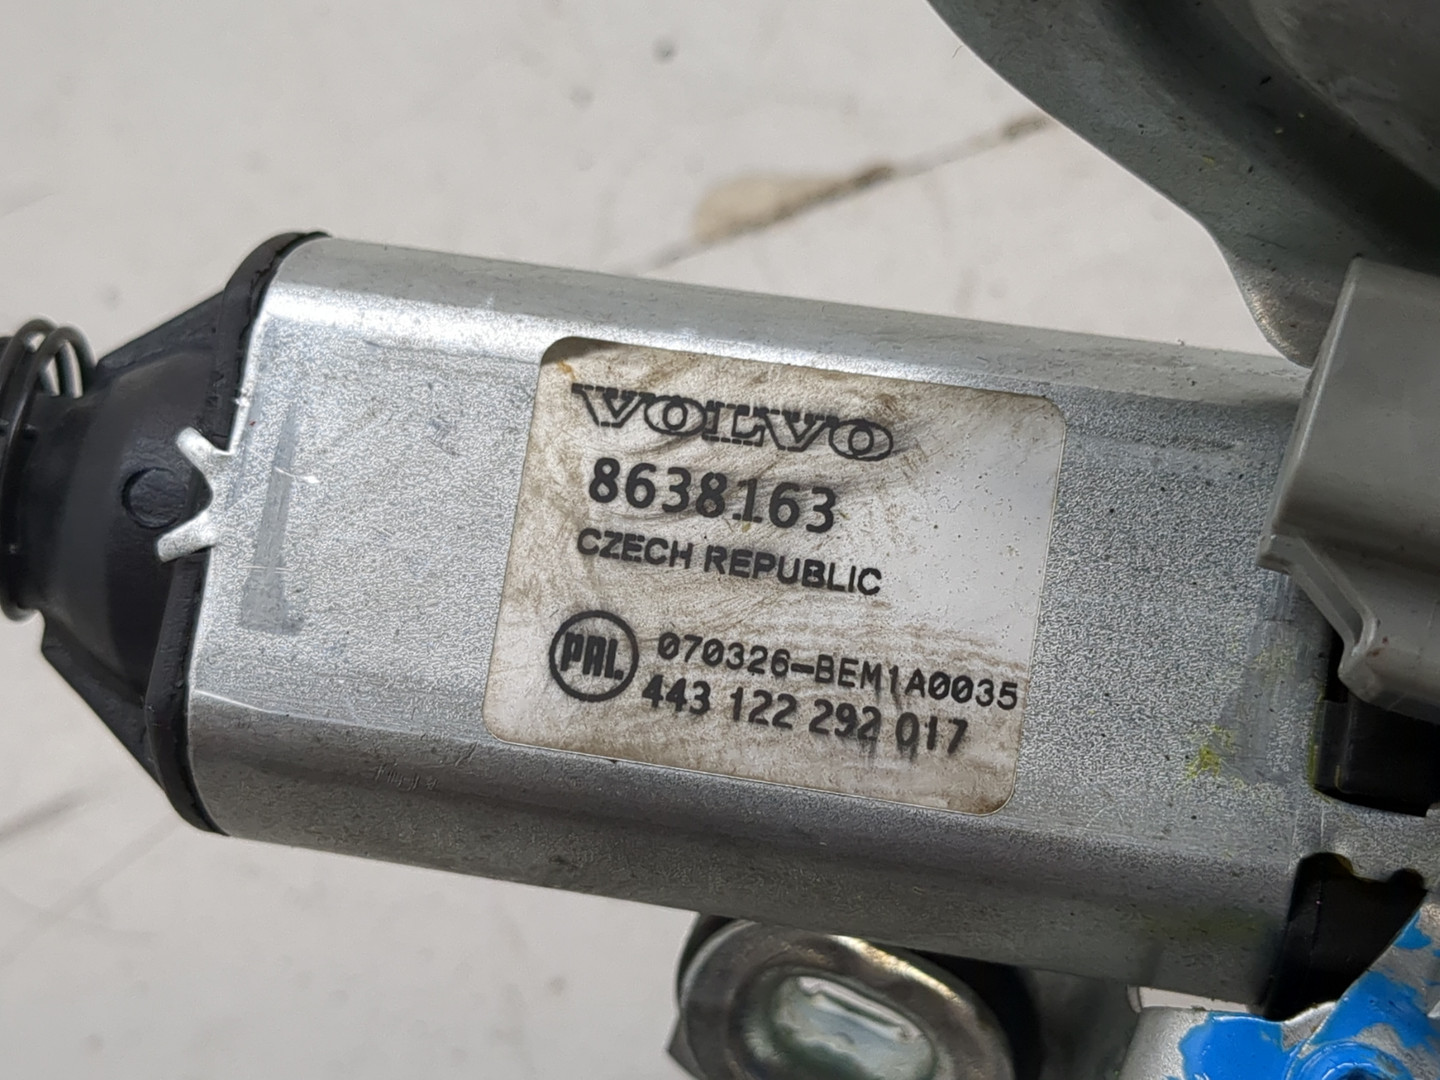 VOLVO
8638163
CZECH REPUBLIC
PAL 070326-BEM1A0035
443 122 292 017